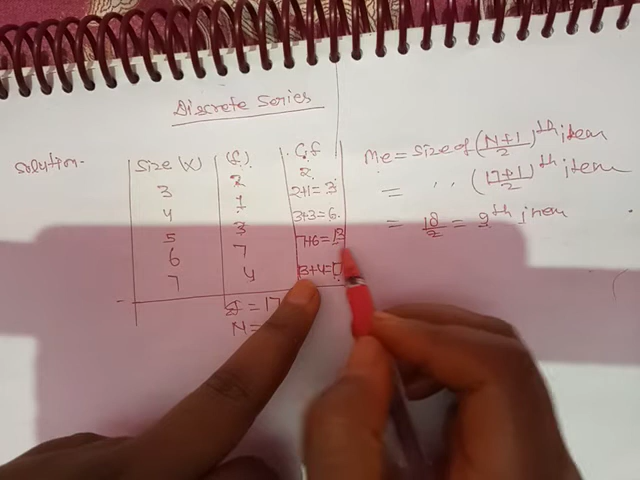 Discrete Series
Solution-
Size (x) (f) C.f
3 2 2
4 1 2+1=3
5 3 3+3=6
6 7 7+6=13
7 4 13+4=17
Σf = 17
N=
Me = Size of (N+1/2)th item
= ,, (17+1/2)th item
= 18/2 = 9th item